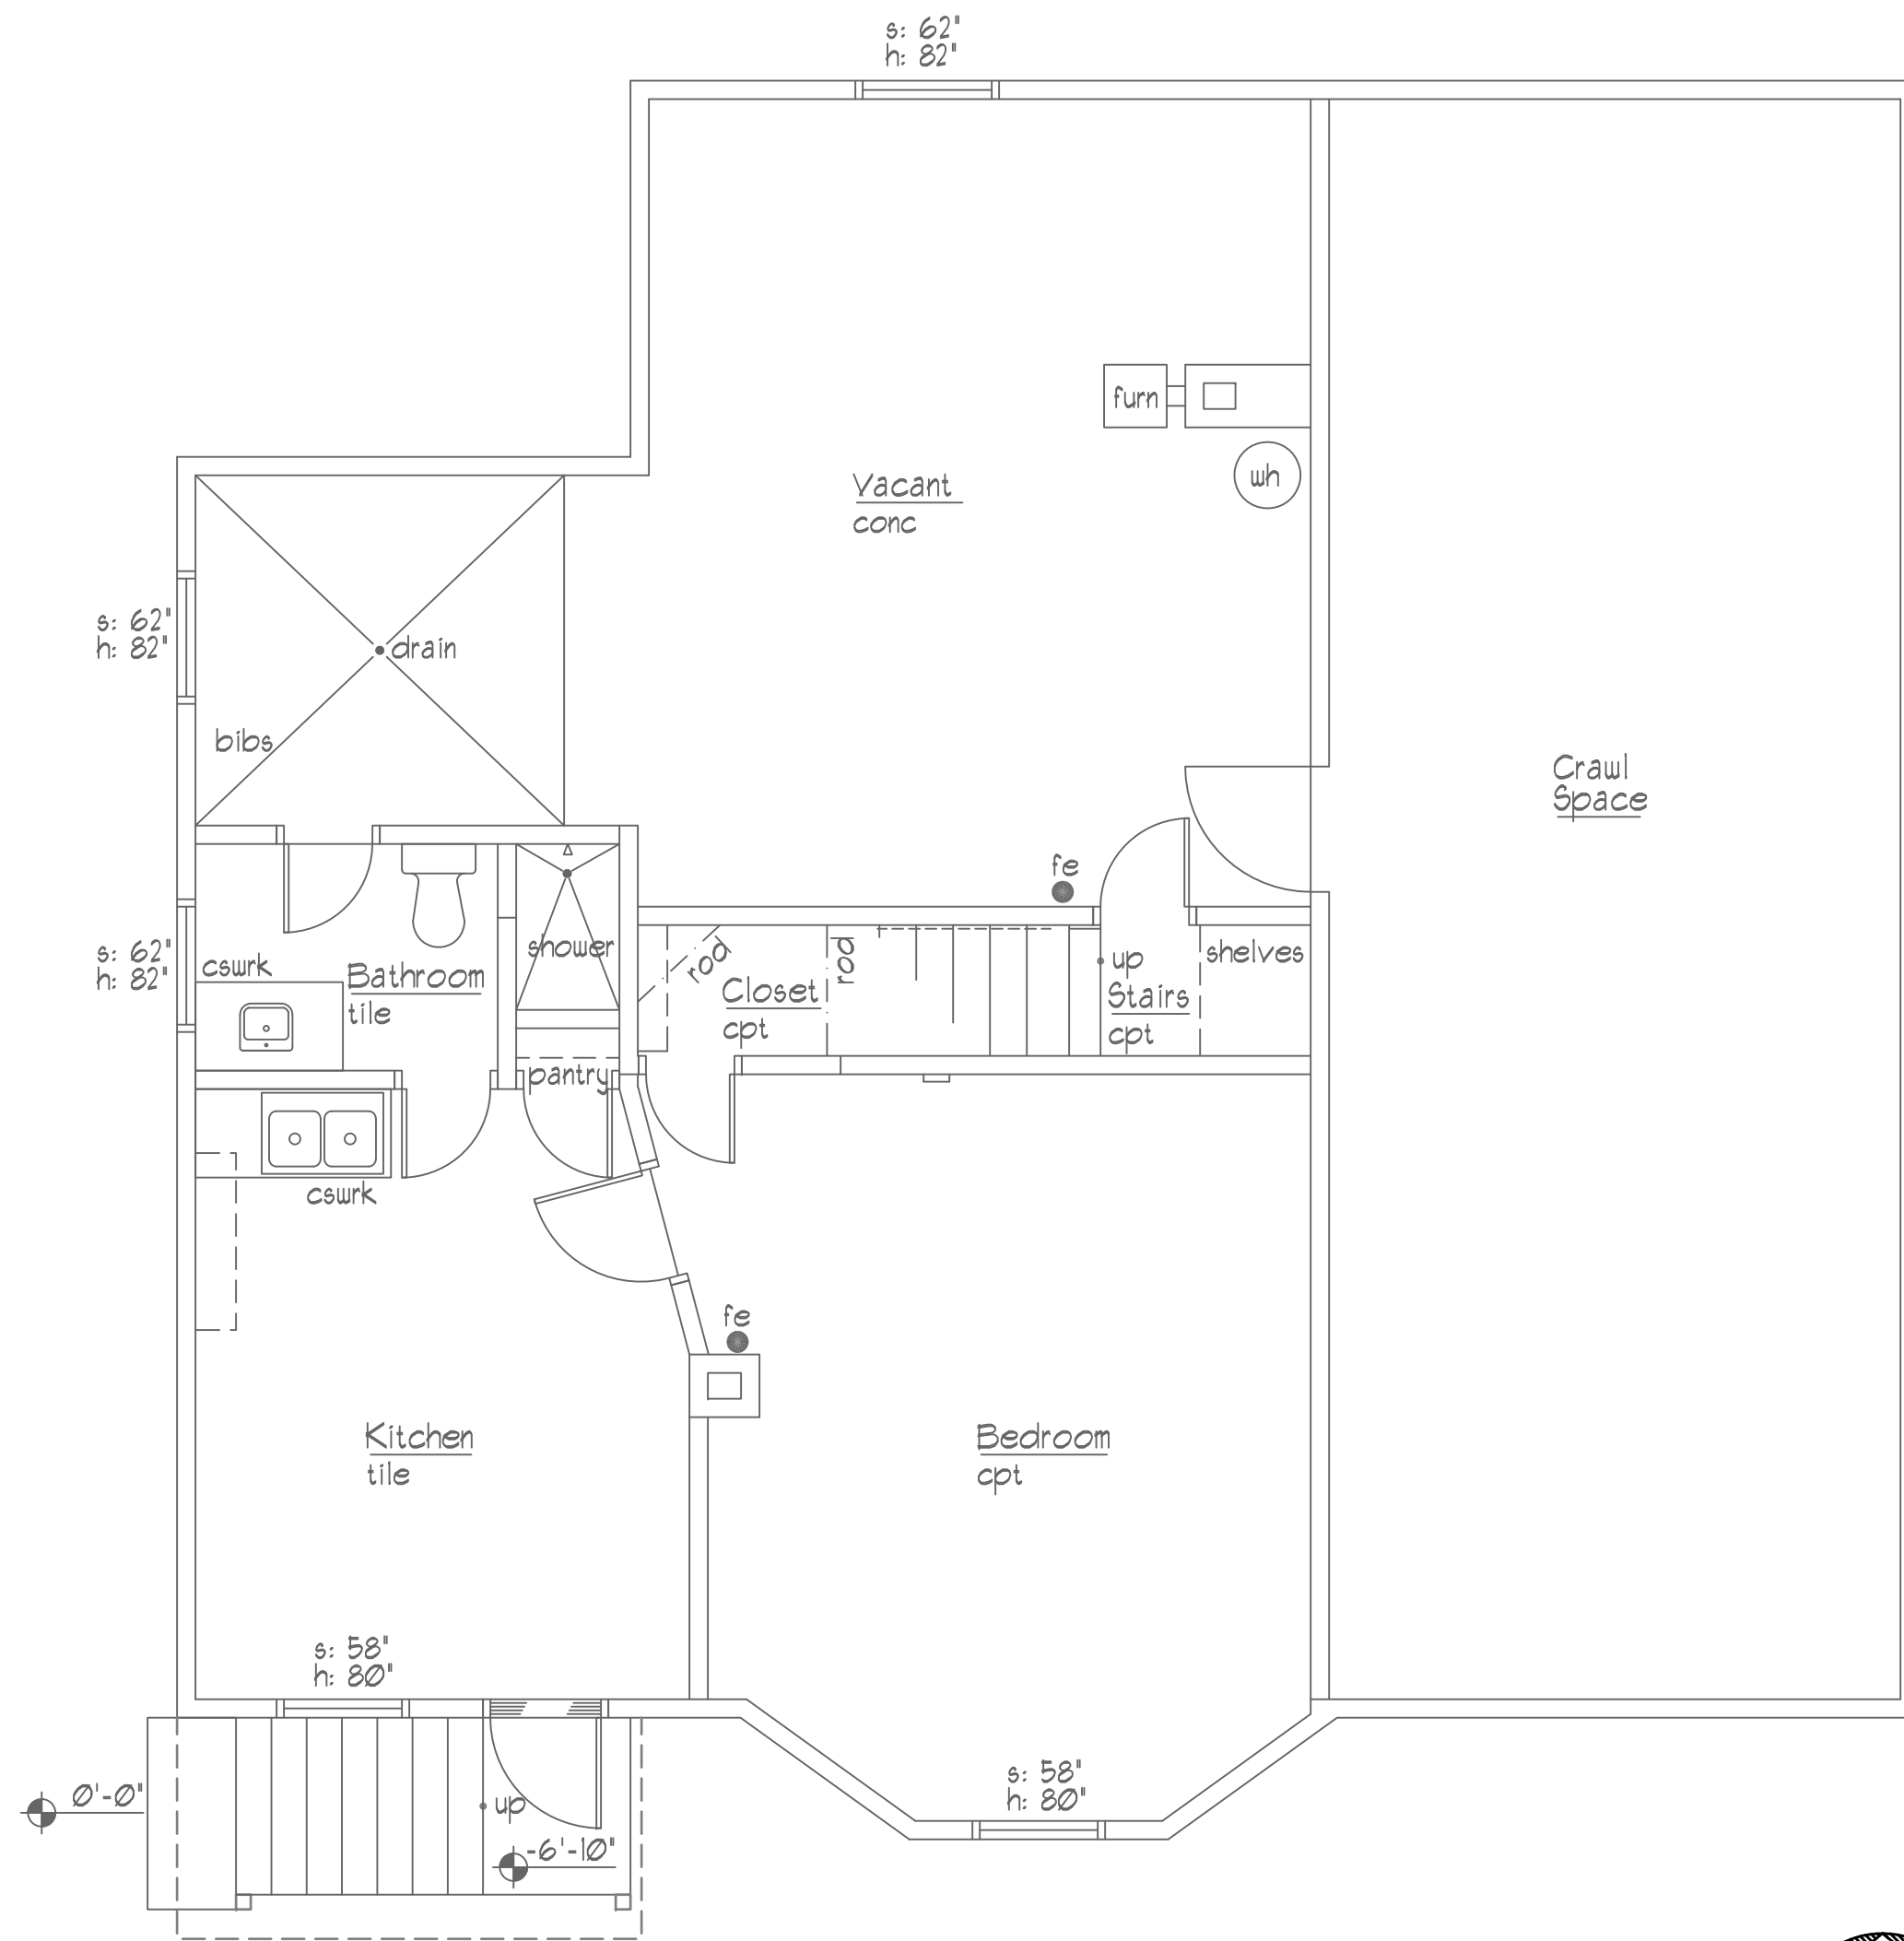 s: 62"
h: 82"
furn
wh
Vacant
conc
s: 62"
h: 82"
drain
bibs
Crawl
Space
fe
shower
rod
rod
up
shelves
s: 62"
h: 82"
cswrk
Bathroom
tile
Closet
cpt
Stairs
cpt
pantry
cswrk
fe
Kitchen
tile
Bedroom
cpt
s: 58"
h: 80"
s: 58"
h: 80"
0'-0"
up
-6'-10"